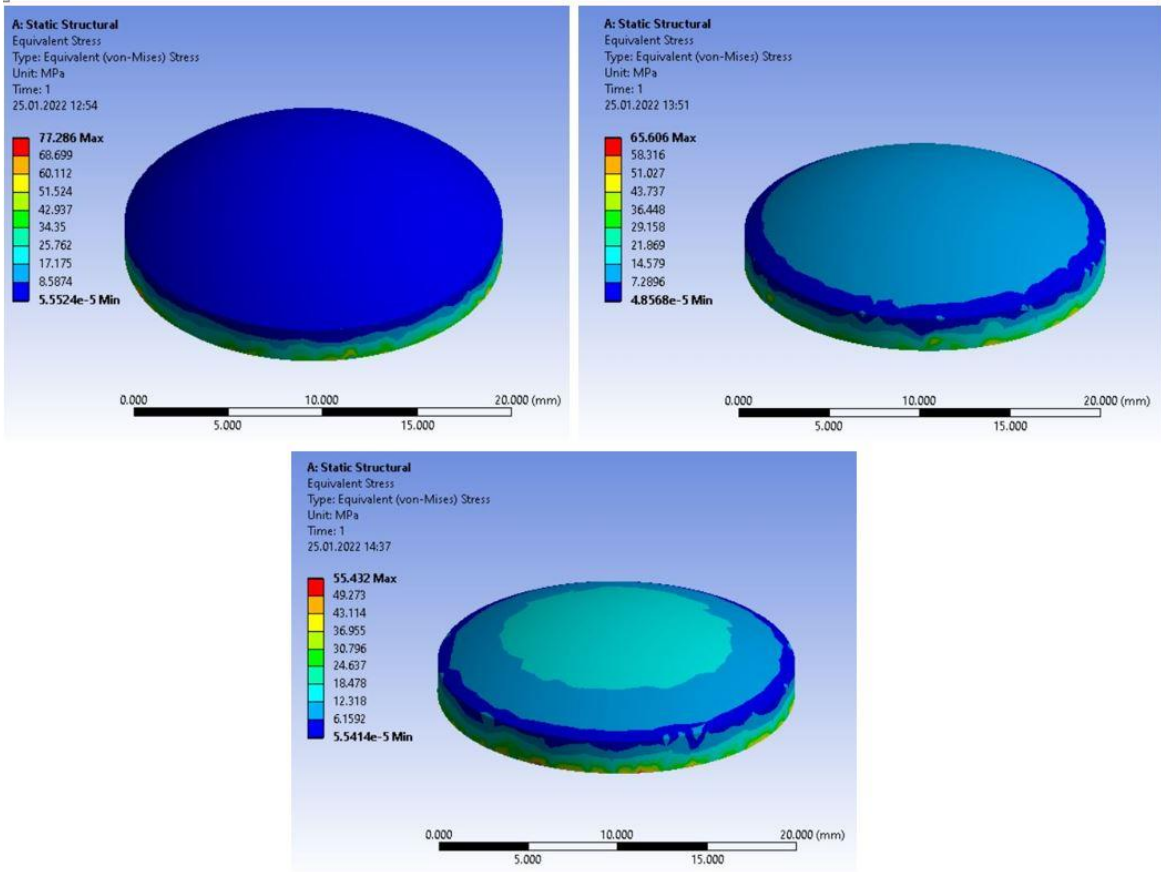 A: Static Structural
Equivalent Stress
Type: Equivalent (von-Mises) Stress
Unit: MPa
Time: 1
25.01.2022 12:54
77.286 Max
68.699
60.112
51.524
42.937
34.35
25.762
17.175
8.5874
5.5524e-5 Min
0.000 10.000 20.000 (mm)
5.000 15.000
A: Static Structural
Equivalent Stress
Type: Equivalent (von-Mises) Stress
Unit: MPa
Time: 1
25.01.2022 13:51
65.606 Max
58.316
51.027
43.737
36.448
29.158
21.869
14.579
7.2896
4.8568e-5 Min
0.000 10.000 20.000 (mm)
5.000 15.000
A: Static Structural
Equivalent Stress
Type: Equivalent (von-Mises) Stress
Unit: MPa
Time: 1
25.01.2022 14:37
55.432 Max
49.273
43.114
36.955
30.796
24.637
18.478
12.318
6.1592
5.5414e-5 Min
0.000 10.000 20.000 (mm)
5.000 15.000